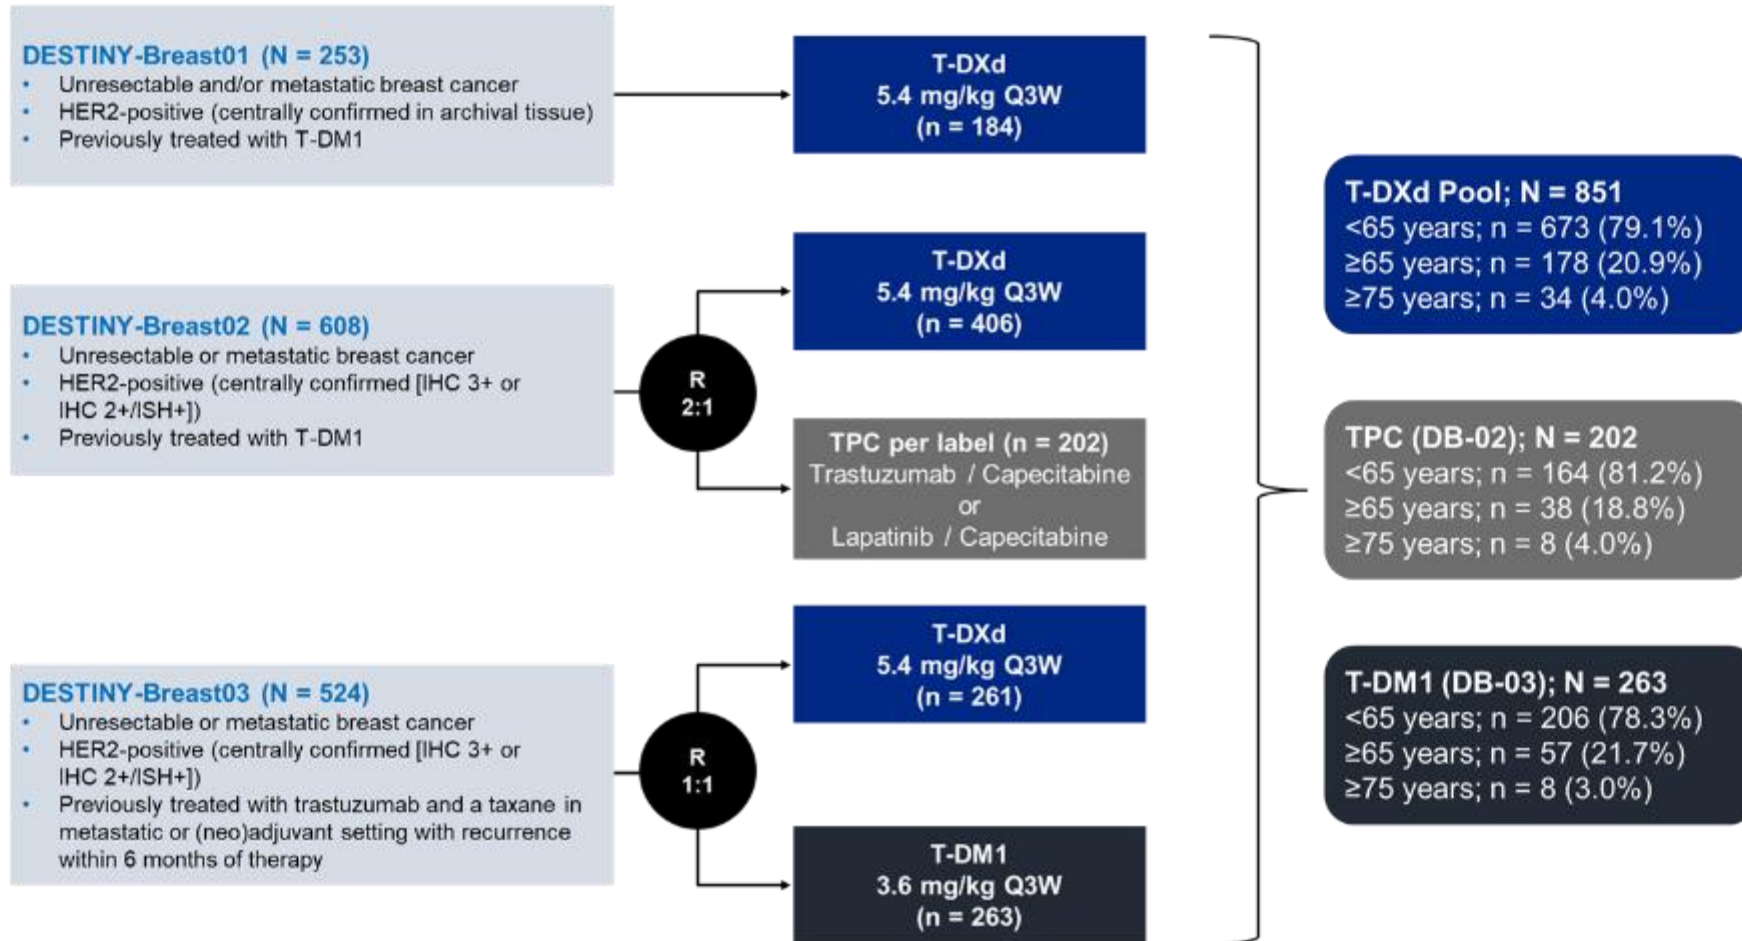 DESTINY-Breast01 (N = 253)
• Unresectable and/or metastatic breast cancer
• HER2-positive (centrally confirmed in archival tissue)
• Previously treated with T-DM1
T-DXd
5.4 mg/kg Q3W
(n = 184)
DESTINY-Breast02 (N = 608)
• Unresectable or metastatic breast cancer
• HER2-positive (centrally confirmed [IHC 3+ or
IHC 2+/ISH+])
• Previously treated with T-DM1
R
2:1
T-DXd
5.4 mg/kg Q3W
(n = 406)
TPC per label (n = 202)
Trastuzumab / Capecitabine
or
Lapatinib / Capecitabine
DESTINY-Breast03 (N = 524)
• Unresectable or metastatic breast cancer
• HER2-positive (centrally confirmed [IHC 3+ or
IHC 2+/ISH+])
• Previously treated with trastuzumab and a taxane in
metastatic or (neo)adjuvant setting with recurrence
within 6 months of therapy
R
1:1
T-DXd
5.4 mg/kg Q3W
(n = 261)
T-DM1
3.6 mg/kg Q3W
(n = 263)
T-DXd Pool; N = 851
<65 years; n = 673 (79.1%)
≥65 years; n = 178 (20.9%)
≥75 years; n = 34 (4.0%)
TPC (DB-02); N = 202
<65 years; n = 164 (81.2%)
≥65 years; n = 38 (18.8%)
≥75 years; n = 8 (4.0%)
T-DM1 (DB-03); N = 263
<65 years; n = 206 (78.3%)
≥65 years; n = 57 (21.7%)
≥75 years; n = 8 (3.0%)